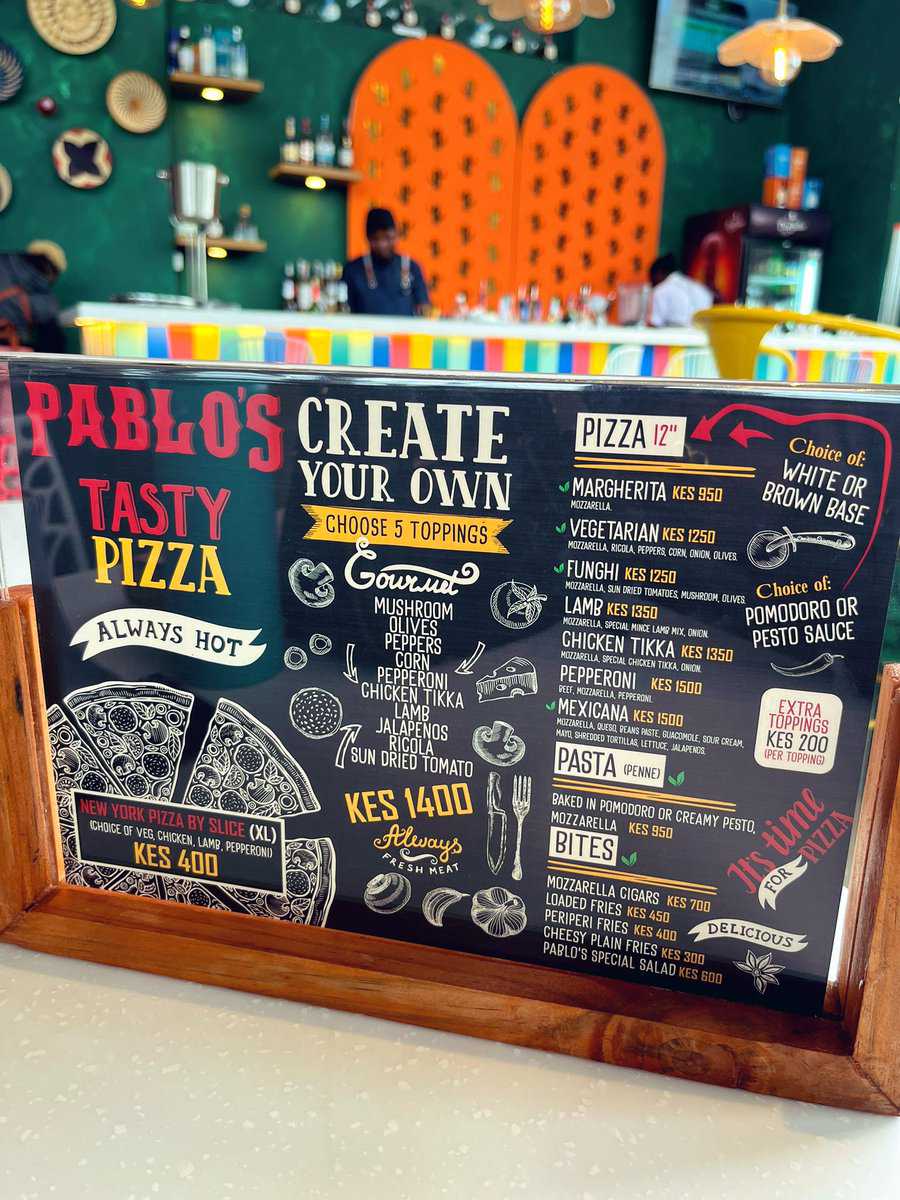 PABLO'S
TASTY
PIZZA
ALWAYS HOT
NEW YORK PIZZA BY SLICE (XL)
(CHOICE OF VEG, CHICKEN, LAMB, PEPPERONI)
KES 400
CREATE
YOUR OWN
CHOOSE 5 TOPPINGS
Gourmet
MUSHROOM
OLIVES
PEPPERS
CORN
PEPPERONI
CHICKEN TIKKA
LAMB
JALAPENOS
RICOLA
SUN DRIED TOMATO
KES 1400
Always
FRESH MEAT
PIZZA 12"
MARGHERITA KES 950
MOZZARELLA.
VEGETARIAN KES 1250
MOZZARELLA, RICOLA, PEPPERS, CORN, ONION, OLIVES.
FUNGHI KES 1250
MOZZARELLA, SUN DRIED TOMATOES, MUSHROOM, OLIVES.
LAMB KES 1350
MOZZARELLA, SPECIAL MINCE LAMB MIX, ONION.
CHICKEN TIKKA KES 1350
MOZZARELLA, SPECIAL CHICKEN TIKKA, ONION.
PEPPERONI KES 1500
BEEF, MOZZARELLA, PEPPERONI.
MEXICANA KES 1500
MOZZARELLA, QUESO, BEANS PASTE, GUACOMOLE, SOUR CREAM,
MAYO, SHREDDED TORTILLAS, LETTUCE, JALAPENOS.
PASTA (PENNE)
BAKED IN POMODORO OR CREAMY PESTO,
MOZZARELLA KES 950
BITES
MOZZARELLA CIGARS KES 700
LOADED FRIES KES 450
PERIPERI FRIES KES 400
CHEESY PLAIN FRIES KES 300
PABLO'S SPECIAL SALAD KES 600
Choice of:
WHITE OR
BROWN BASE
Choice of:
POMODORO OR
PESTO SAUCE
EXTRA
TOPPINGS
KES 200
(PER TOPPING)
It's time
FOR
PIZZA
DELICIOUS